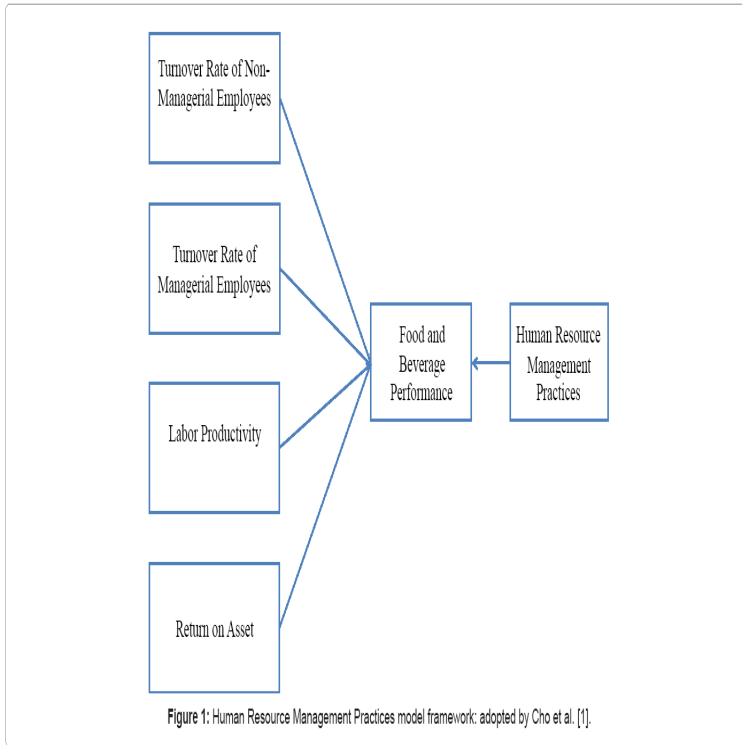 Turnover Rate of Non-
Managerial Employees
Turnover Rate of
Managerial Employees
Labor Productivity
Return on Asset
Food and
Beverage
Performance
Human Resource
Management
Practices
Figure 1: Human Resource Management Practices model framework: adopted by Cho et al. [1].